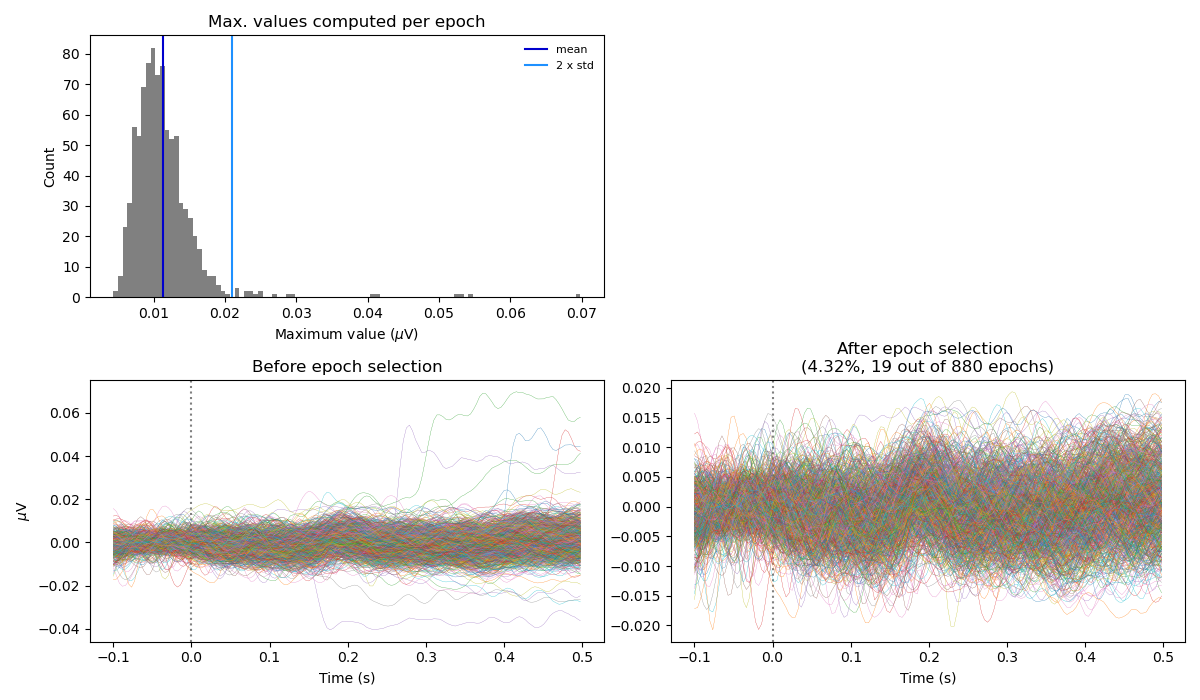 Max. values computed per epoch
80
70
60
50
40
30
20
10
0
Count
mean
2 x std
0.01 0.02 0.03 0.04 0.05 0.06 0.07
Maximum value (μV)
Before epoch selection
0.06
0.04
0.02
0.00
−0.02
−0.04
μV
−0.1 0.0 0.1 0.2 0.3 0.4 0.5
Time (s)
After epoch selection
(4.32%, 19 out of 880 epochs)
0.020
0.015
0.010
0.005
0.000
−0.005
−0.010
−0.015
−0.020
−0.1 0.0 0.1 0.2 0.3 0.4 0.5
Time (s)